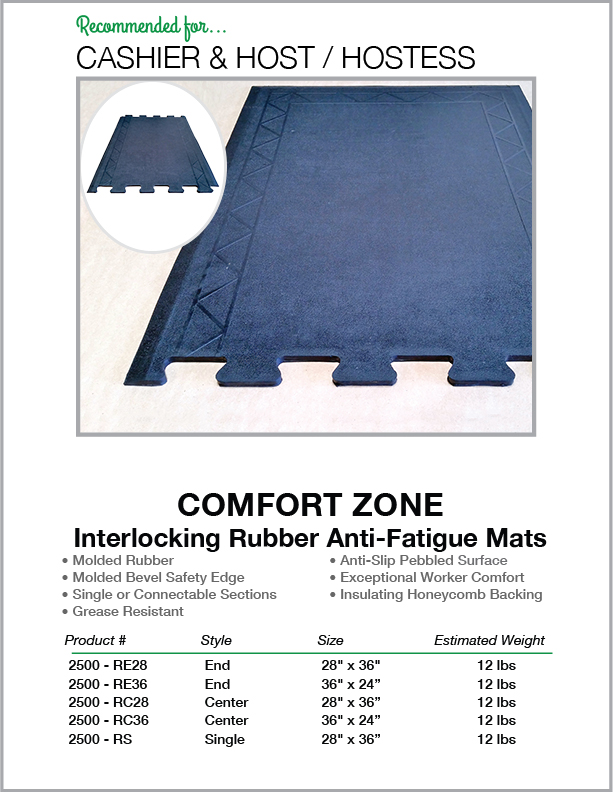 Recommended for...
CASHIER & HOST / HOSTESS
COMFORT ZONE
Interlocking Rubber Anti-Fatigue Mats
• Molded Rubber
• Molded Bevel Safety Edge
• Single or Connectable Sections
• Grease Resistant
• Anti-Slip Pebbled Surface
• Exceptional Worker Comfort
• Insulating Honeycomb Backing
Product # Style Size Estimated Weight
2500 - RE28 End 28" x 36" 12 lbs
2500 - RE36 End 36" x 24” 12 lbs
2500 - RC28 Center 28" x 36” 12 lbs
2500 - RC36 Center 36" x 24” 12 lbs
2500 - RS Single 28" x 36” 12 lbs